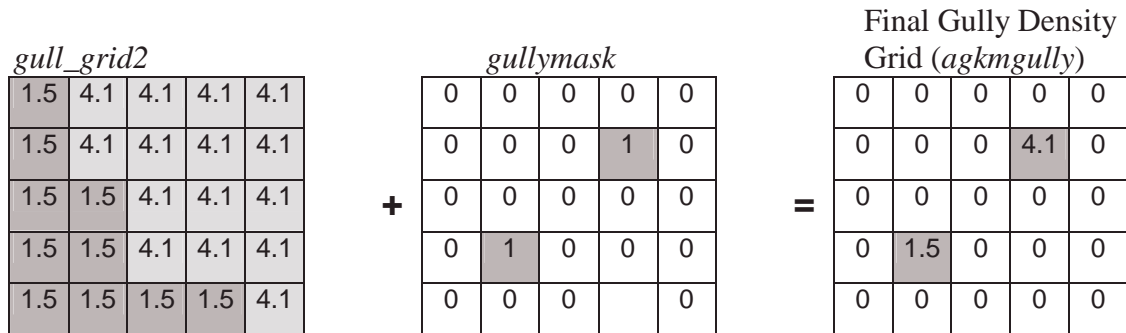 Final Gully Density
gull_grid2 gullymask Grid (agkmgully)
1.5 4.1 4.1 4.1 4.1 0 0 0 0 0 0 0 0 0 0
1.5 4.1 4.1 4.1 4.1 0 0 0 1 0 0 0 0 4.1 0
1.5 1.5 4.1 4.1 4.1 + 0 0 0 0 0 = 0 0 0 0 0
1.5 1.5 4.1 4.1 4.1 0 1 0 0 0 0 1.5 0 0 0
1.5 1.5 1.5 1.5 4.1 0 0 0 0 0 0 0 0 0